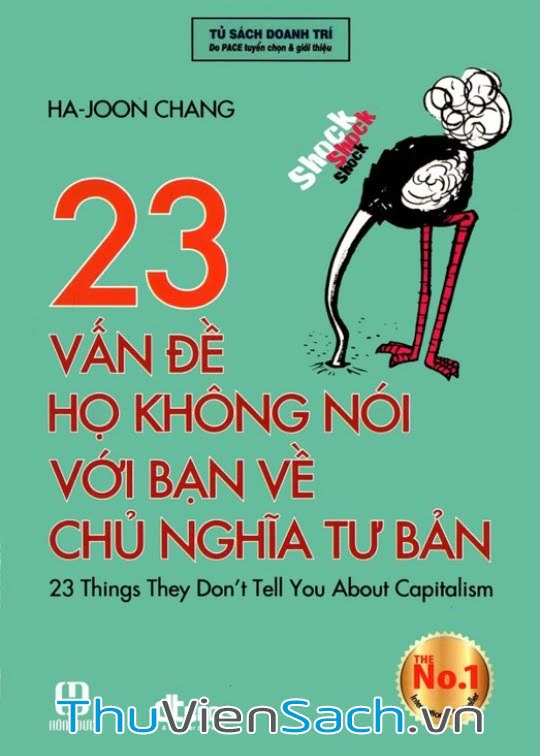 TỦ SÁCH DOANH TRÍ
Do PACE tuyển chọn & giới thiệu
HA-JOON CHANG
Shock
Shock
Shock
23
VẤN ĐỀ
HỌ KHÔNG NÓI
VỚI BẠN VỀ
CHỦ NGHĨA TƯ BẢN
23 Things They Don't Tell You About Capitalism
THE
No.1
ThuVienSach.vn